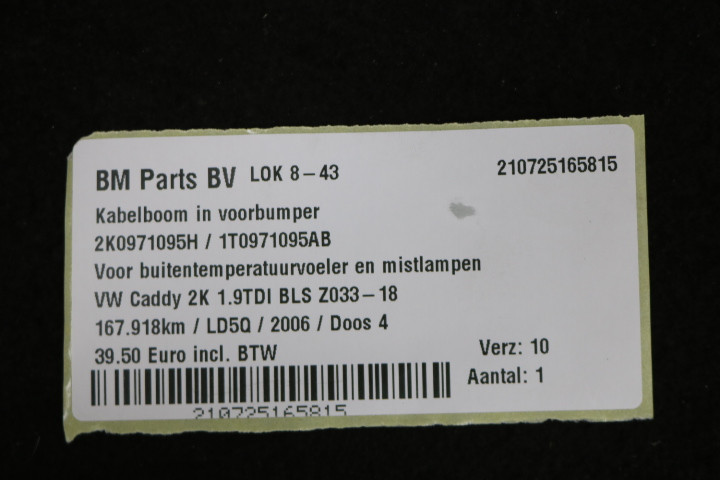 BM Parts BV LOK 8-43 210725165815
Kabelboom in voorbumper
2K0971095H / 1T0971095AB
Voor buitentemperatuurvoeler en mistlampen
VW Caddy 2K 1.9TDI BLS Z033-18
167.918km / LD5Q / 2006 / Doos 4
39.50 Euro incl. BTW Verz: 10
Aantal: 1
210725165815